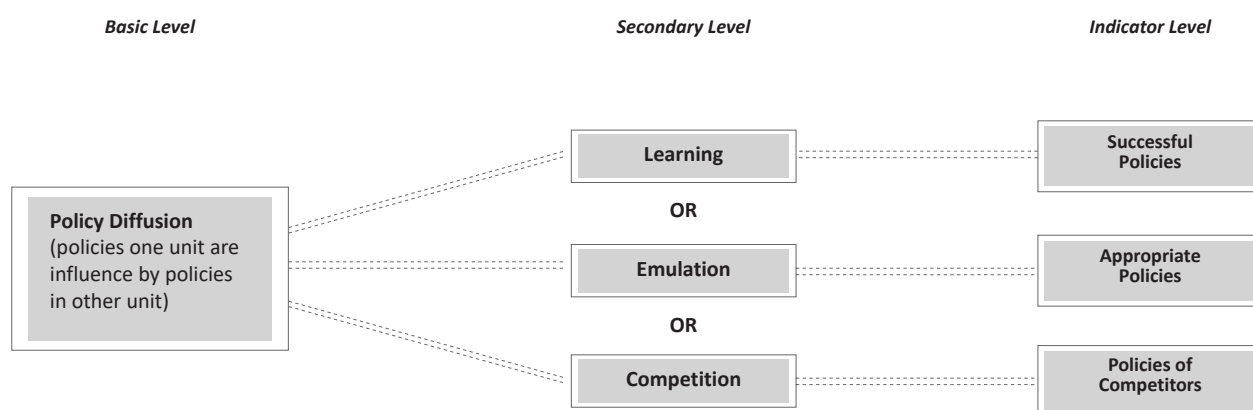 Basic Level
Secondary Level
Indicator Level
Learning
Successful
Policies
OR
Policy Diffusion
(policies one unit are
influence by policies
in other unit)
Emulation
Appropriate
Policies
OR
Competition
Policies of
Competitors